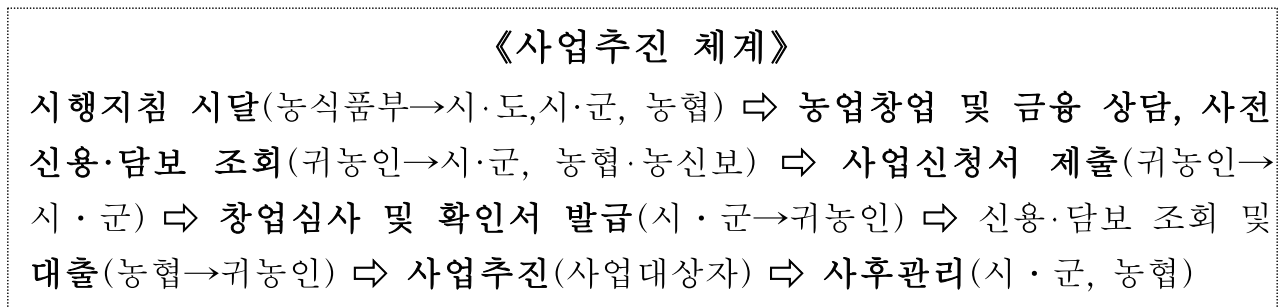 《사업추진 체계》
시행지침 시달(농식품부→시·도,시·군, 농협) ⇨ 농업창업 및 금융 상담, 사전
신용·담보 조회(귀농인→시·군, 농협·농신보) ⇨ 사업신청서 제출(귀농인→
시·군) ⇨ 창업심사 및 확인서 발급(시·군→귀농인) ⇨ 신용·담보 조회 및
대출(농협→귀농인) ⇨ 사업추진(사업대상자) ⇨ 사후관리(시·군, 농협)